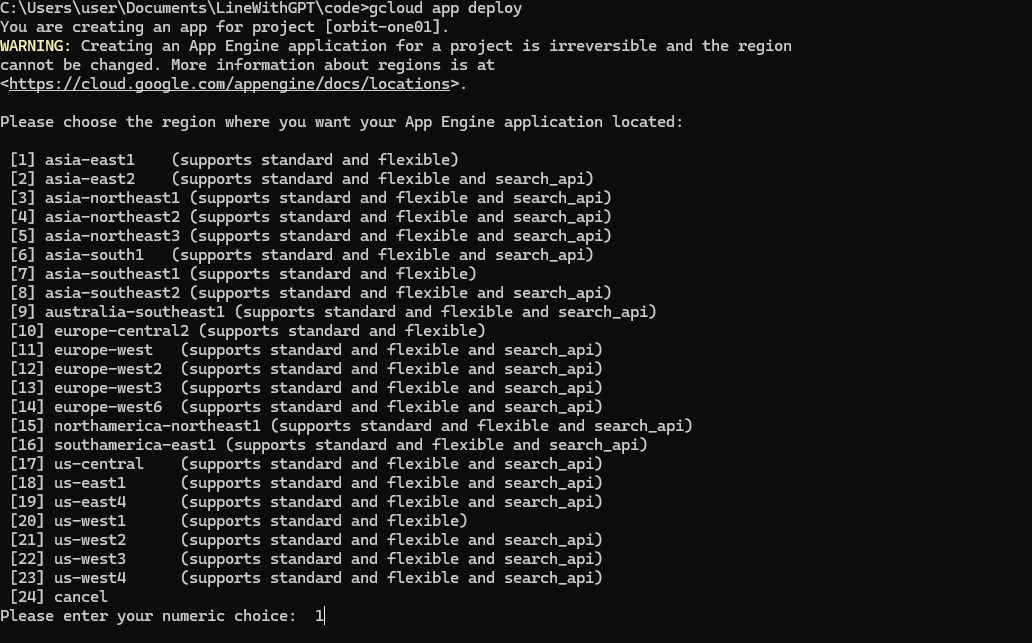 C:\Users\user\Documents\LineWithGPT\code>gcloud app deploy
You are creating an app for project [orbit-one01].
WARNING: Creating an App Engine application for a project is irreversible and the region
cannot be changed. More information about regions is at
<https://cloud.google.com/appengine/docs/locations>.
Please choose the region where you want your App Engine application located:
[1] asia-east1    (supports standard and flexible)
[2] asia-east2    (supports standard and flexible and search_api)
[3] asia-northeast1 (supports standard and flexible and search_api)
[4] asia-northeast2 (supports standard and flexible and search_api)
[5] asia-northeast3 (supports standard and flexible and search_api)
[6] asia-south1   (supports standard and flexible and search_api)
[7] asia-southeast1 (supports standard and flexible)
[8] asia-southeast2 (supports standard and flexible and search_api)
[9] australia-southeast1 (supports standard and flexible and search_api)
[10] europe-central2 (supports standard and flexible)
[11] europe-west   (supports standard and flexible and search_api)
[12] europe-west2  (supports standard and flexible and search_api)
[13] europe-west3  (supports standard and flexible and search_api)
[14] europe-west6  (supports standard and flexible and search_api)
[15] northamerica-northeast1 (supports standard and flexible and search_api)
[16] southamerica-east1 (supports standard and flexible and search_api)
[17] us-central    (supports standard and flexible and search_api)
[18] us-east1      (supports standard and flexible and search_api)
[19] us-east4      (supports standard and flexible and search_api)
[20] us-west1      (supports standard and flexible)
[21] us-west2      (supports standard and flexible and search_api)
[22] us-west3      (supports standard and flexible and search_api)
[23] us-west4      (supports standard and flexible and search_api)
[24] cancel
Please enter your numeric choice:  1